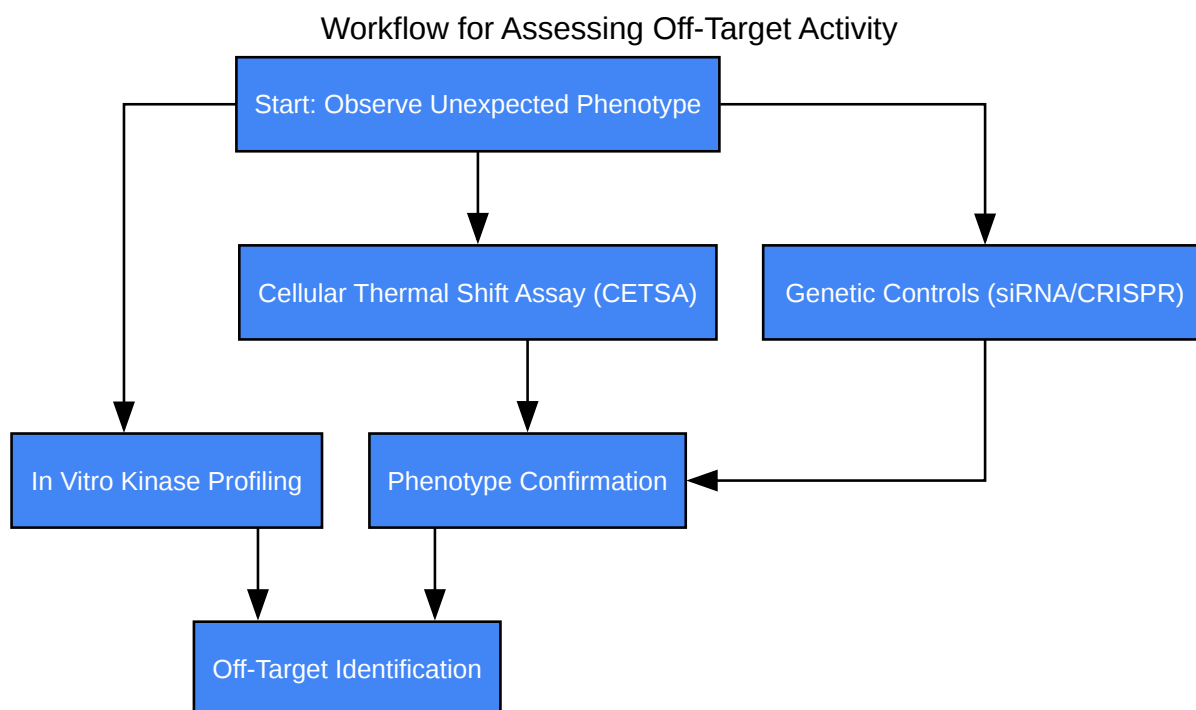 Workflow for Assessing Off-Target Activity
Start: Observe Unexpected Phenotype
Cellular Thermal Shift Assay (CETSA)
Genetic Controls (siRNA/CRISPR)
In Vitro Kinase Profiling
Phenotype Confirmation
Off-Target Identification